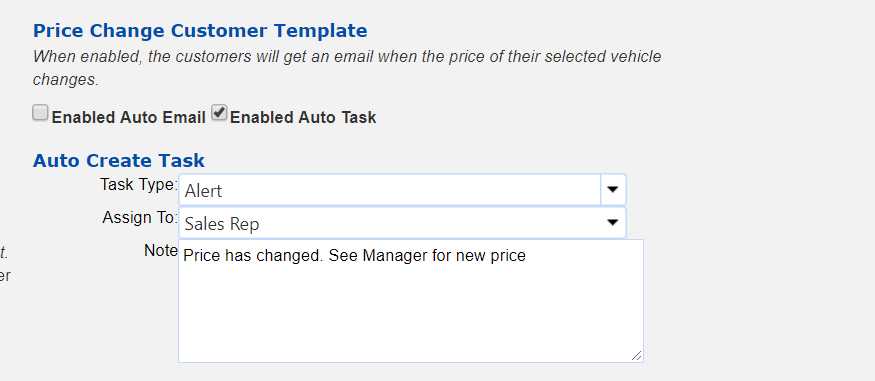 Price Change Customer Template
When enabled, the customers will get an email when the price of their selected vehicle
changes.
Enabled Auto Email Enabled Auto Task
Auto Create Task
Task Type: Alert
Assign To: Sales Rep
t.
Note Price has changed. See Manager for new price
er